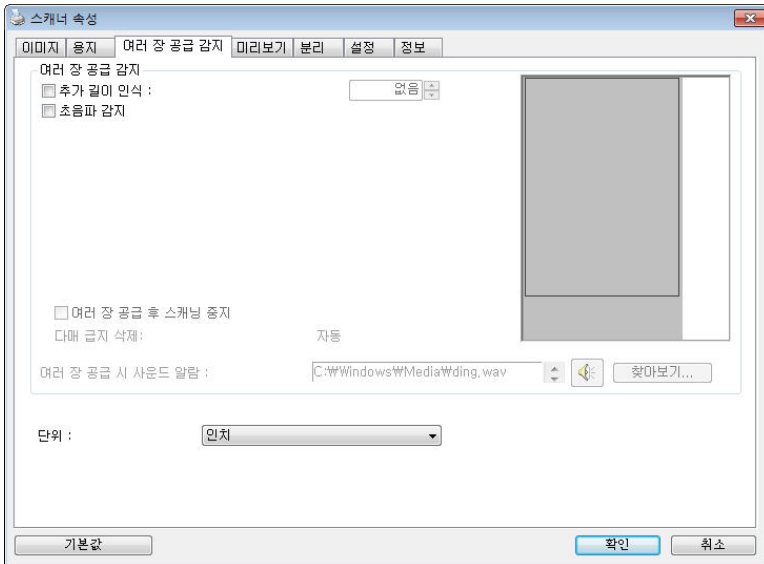 스캐너 속성
이미지 용지 여러 장 공급 감지 미리보기 분리 설정 정보
여러 장 공급 감지
추가 길이 인식 : 없음
초음파 감지
여러 장 공급 후 스캐닝 중지
다매 급지 삭제: 자동
여러 장 공급 시 사운드 알람 : C:₩Windows₩Media₩ding.wav 찾아보기...
단위 : 인치
기본값 확인 취소